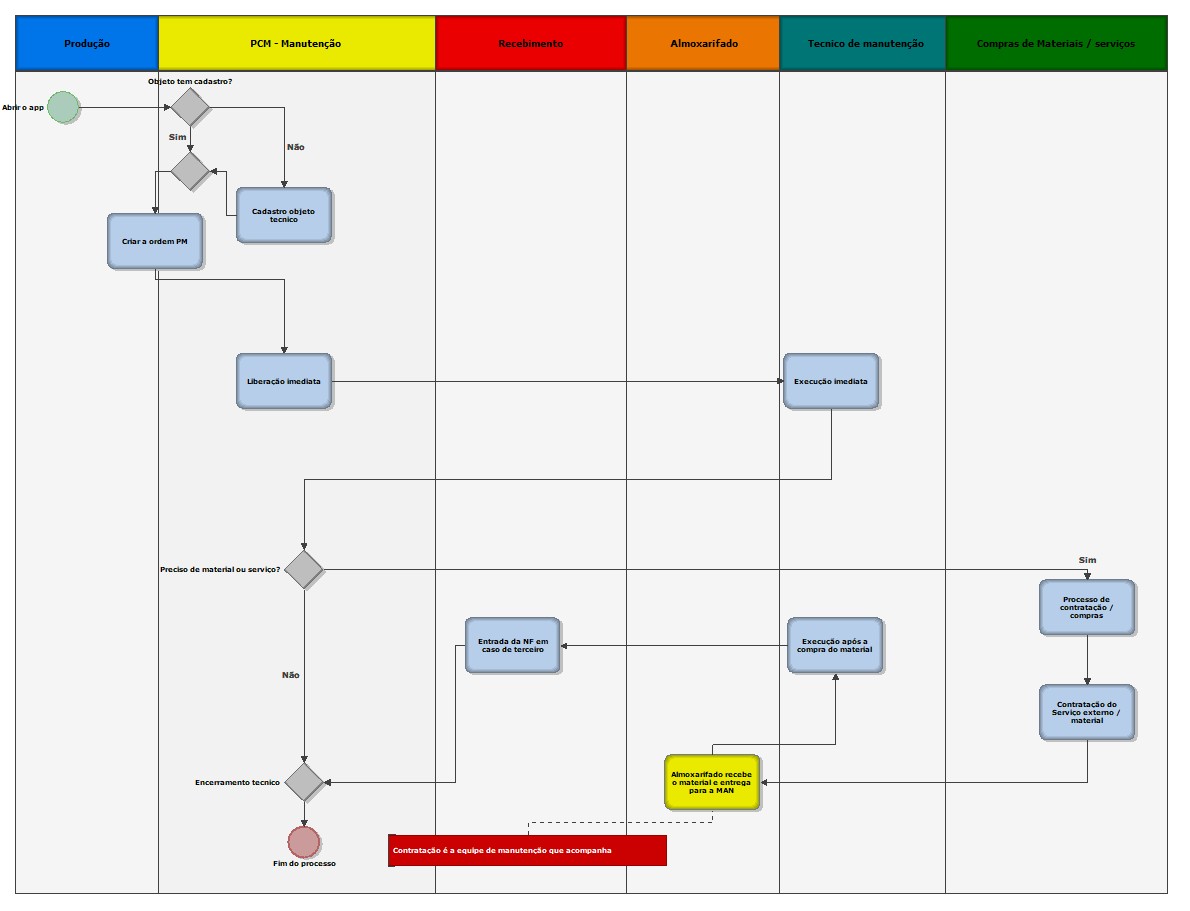 Produção
PCM - Manutenção
Recebimento
Almoxarifado
Tecnico de manutenção
Compras de Materiais / serviços
Objeto tem cadastro?
Abrir o app
Sim
Não
Cadastro objeto
tecnico
Criar a ordem PM
Liberação imediata
Execução imediata
Preciso de material ou serviço?
Sim
Processo de
contratação /
compras
Entrada da NF em
caso de terceiro
Execução após a
compra do material
Não
Contratação do
Serviço externo /
material
Encerramento tecnico
Almoxarifado recebe
o material e entrega
para a MAN
Contratação é a equipe de manutenção que acompanha
Fim do processo